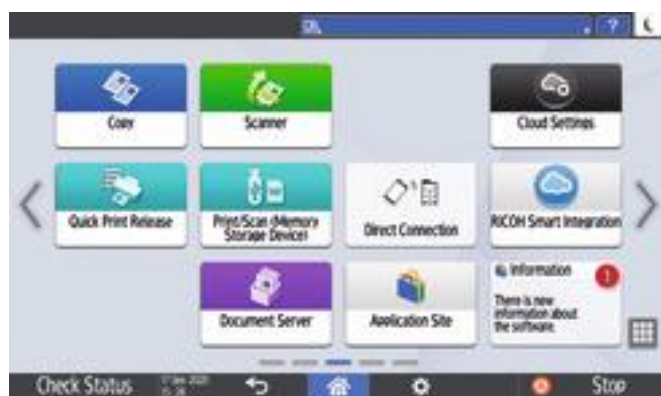 ?
Copy
Scanner
Cloud Settings
Quick Print Release
Print/Scan (Memory
Storage Device)
Direct Connection
RICOH Smart Integration
Document Server
Application Site
Information
There is new
information about
the software.
Check Status
Stop